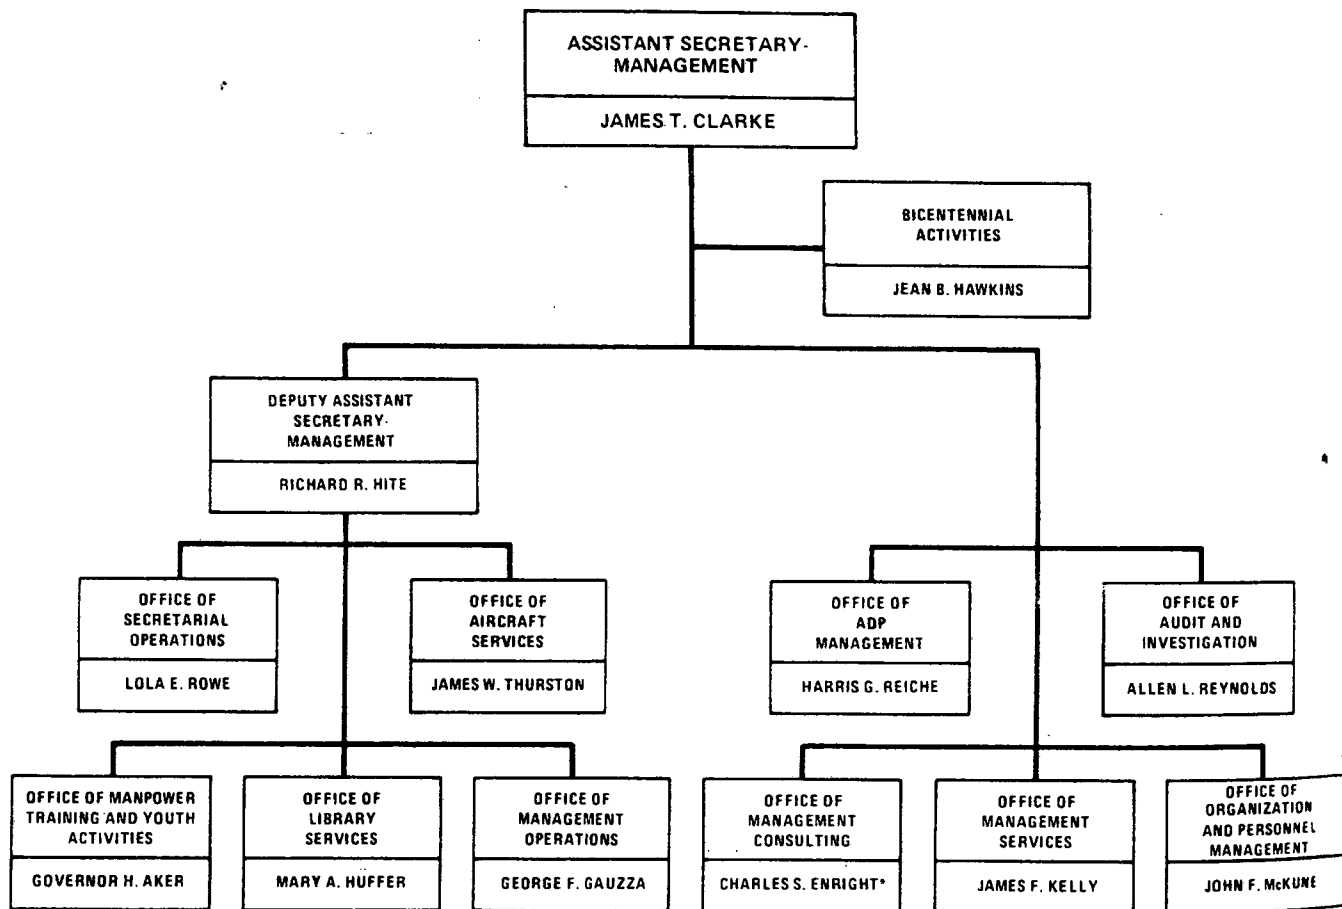 ASSISTANT SECRETARY-
MANAGEMENT
JAMES T. CLARKE
BICENTENNIAL
ACTIVITIES
JEAN B. HAWKINS
DEPUTY ASSISTANT
SECRETARY-
MANAGEMENT
RICHARD R. HITE
OFFICE OF
SECRETARIAL
OPERATIONS
LOLA E. ROWE
OFFICE OF
AIRCRAFT
SERVICES
JAMES W. THURSTON
OFFICE OF
ADP
MANAGEMENT
HARRIS G. REICHE
OFFICE OF
AUDIT AND
INVESTIGATION
ALLEN L. REYNOLDS
OFFICE OF MANPOWER
TRAINING AND YOUTH
ACTIVITIES
GOVERNOR H. AKER
OFFICE OF
LIBRARY
SERVICES
MARY A. HUFFER
OFFICE OF
MANAGEMENT
OPERATIONS
GEORGE F. GAUZZA
OFFICE OF
MANAGEMENT
CONSULTING
CHARLES S. ENRIGHT*
OFFICE OF
MANAGEMENT
SERVICES
JAMES F. KELLY
OFFICE OF
ORGANIZATION
AND PERSONNEL
MANAGEMENT
JOHN F. McKUNE